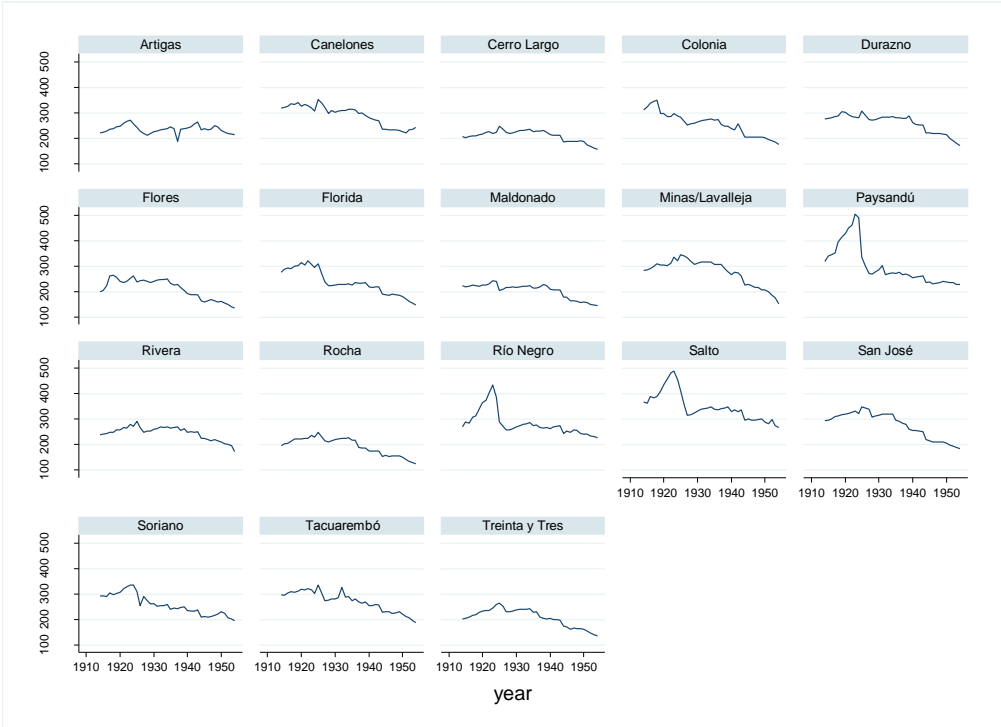 Artigas Canelones Cerro Largo Colonia Durazno
100 200 300 400 500
Flores Florida Maldonado Minas/Lavalleja Paysandú
100 200 300 400 500
Rivera Rocha Río Negro Salto San José
100 200 300 400 500
1910 1920 1930 1940 1950 1910 1920 1930 1940 1950
Soriano Tacuarembó Treinta y Tres
100 200 300 400 500
1910 1920 1930 1940 1950 1910 1920 1930 1940 1950 1910 1920 1930 1940 1950
year